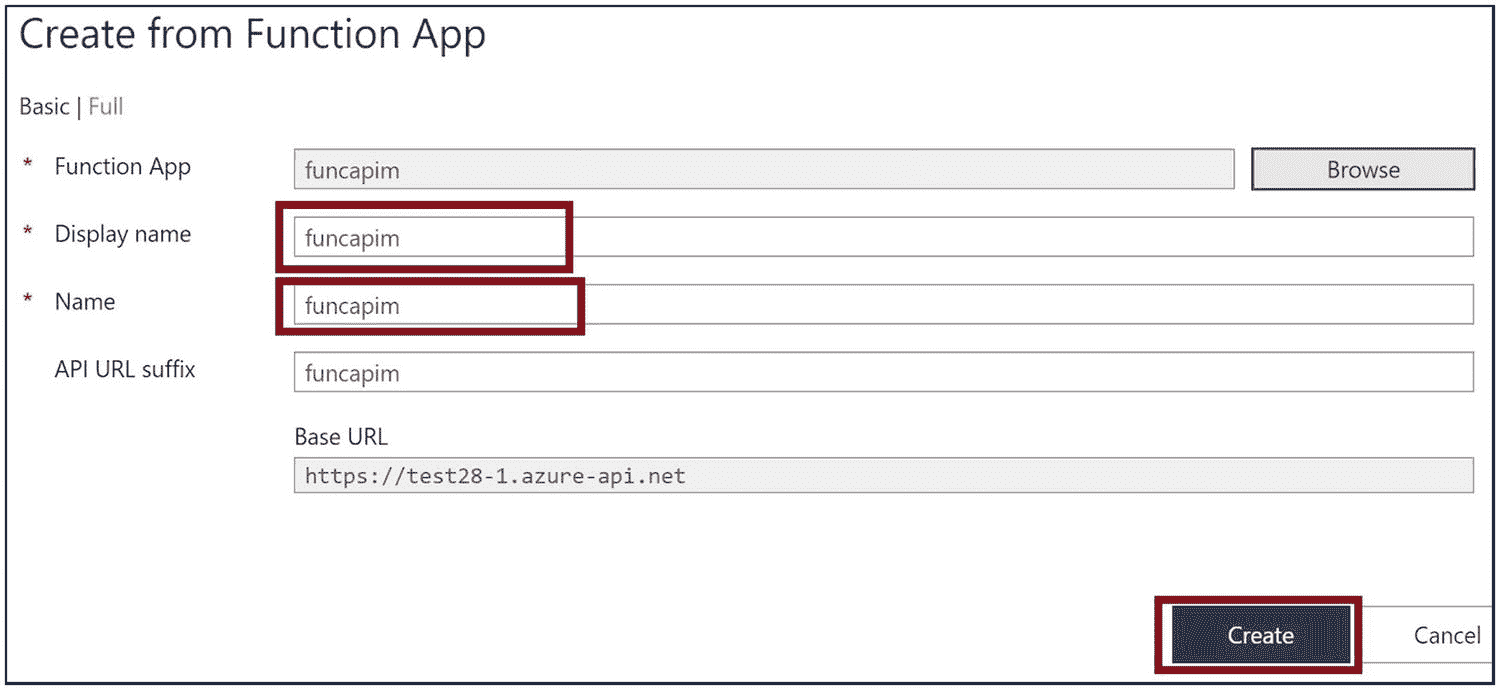 Create from Function App
Basic | Full
* Function App funcapim Browse
* Display name funcapim
* Name funcapim
API URL suffix funcapim
Base URL
https://test28-1.azure-api.net
Create Cancel